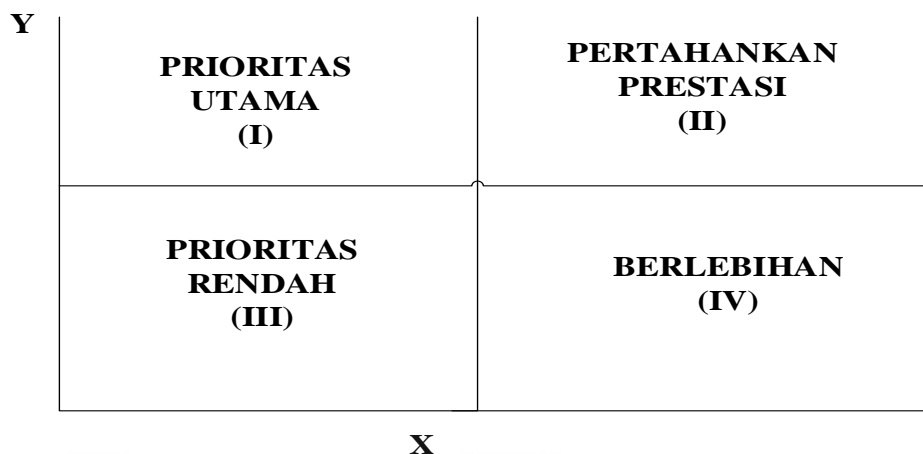 Y
PRIORITAS
UTAMA
(I)
PERTAHANKAN
PRESTASI
(II)
PRIORITAS
RENDAH
(III)
BERLEBIHAN
(IV)
X